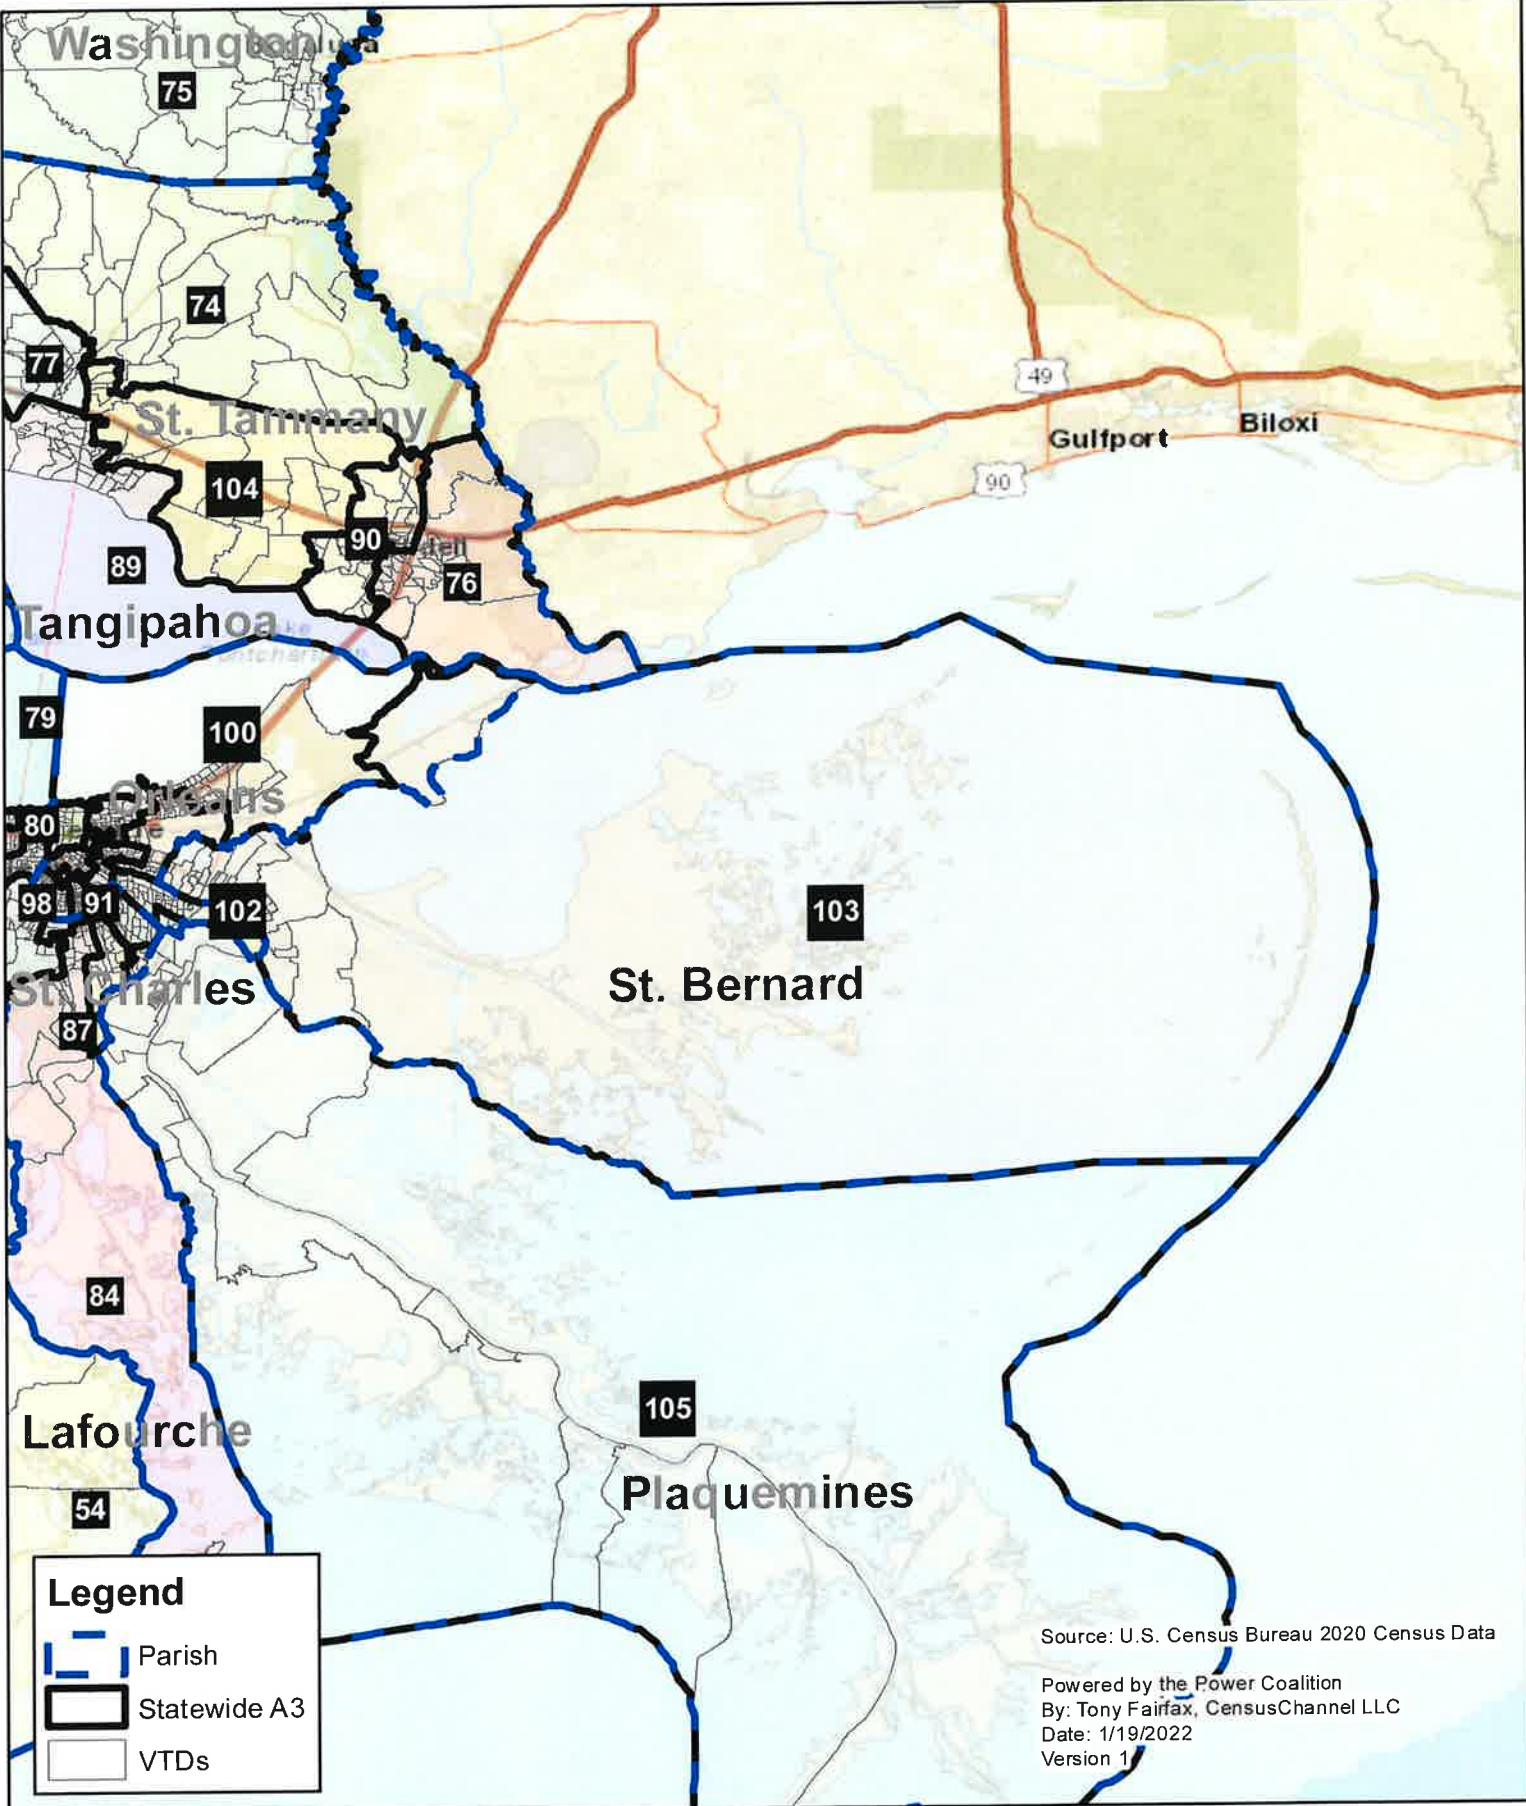 Washington
75
74
77
St. Tammany
49
Gulfport
Biloxi
90
104
90
89
76
Tangipahoa
79
100
Orleans
80
98
91
102
103
St. Bernard
St. Charles
87
84
105
Lafourche
Plaquemines
54
Legend
Parish
Statewide A3
VTDs
Source: U.S. Census Bureau 2020 Census Data
Powered by the Power Coalition
By: Tony Fairfax, CensusChannel LLC
Date: 1/19/2022
Version 1